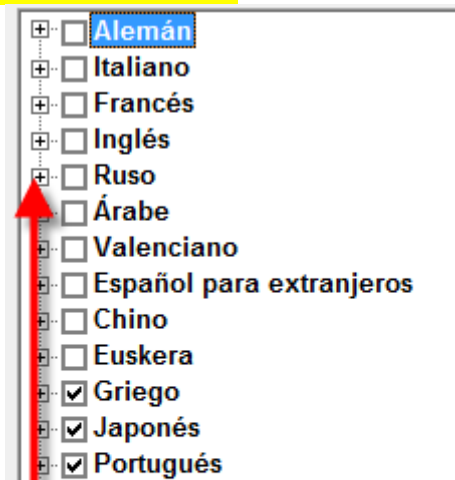 Alemán
Italiano
Francés
Inglés
Ruso
Árabe
Valenciano
Español para extranjeros
Chino
Euskera
Griego
Japonés
Portugués